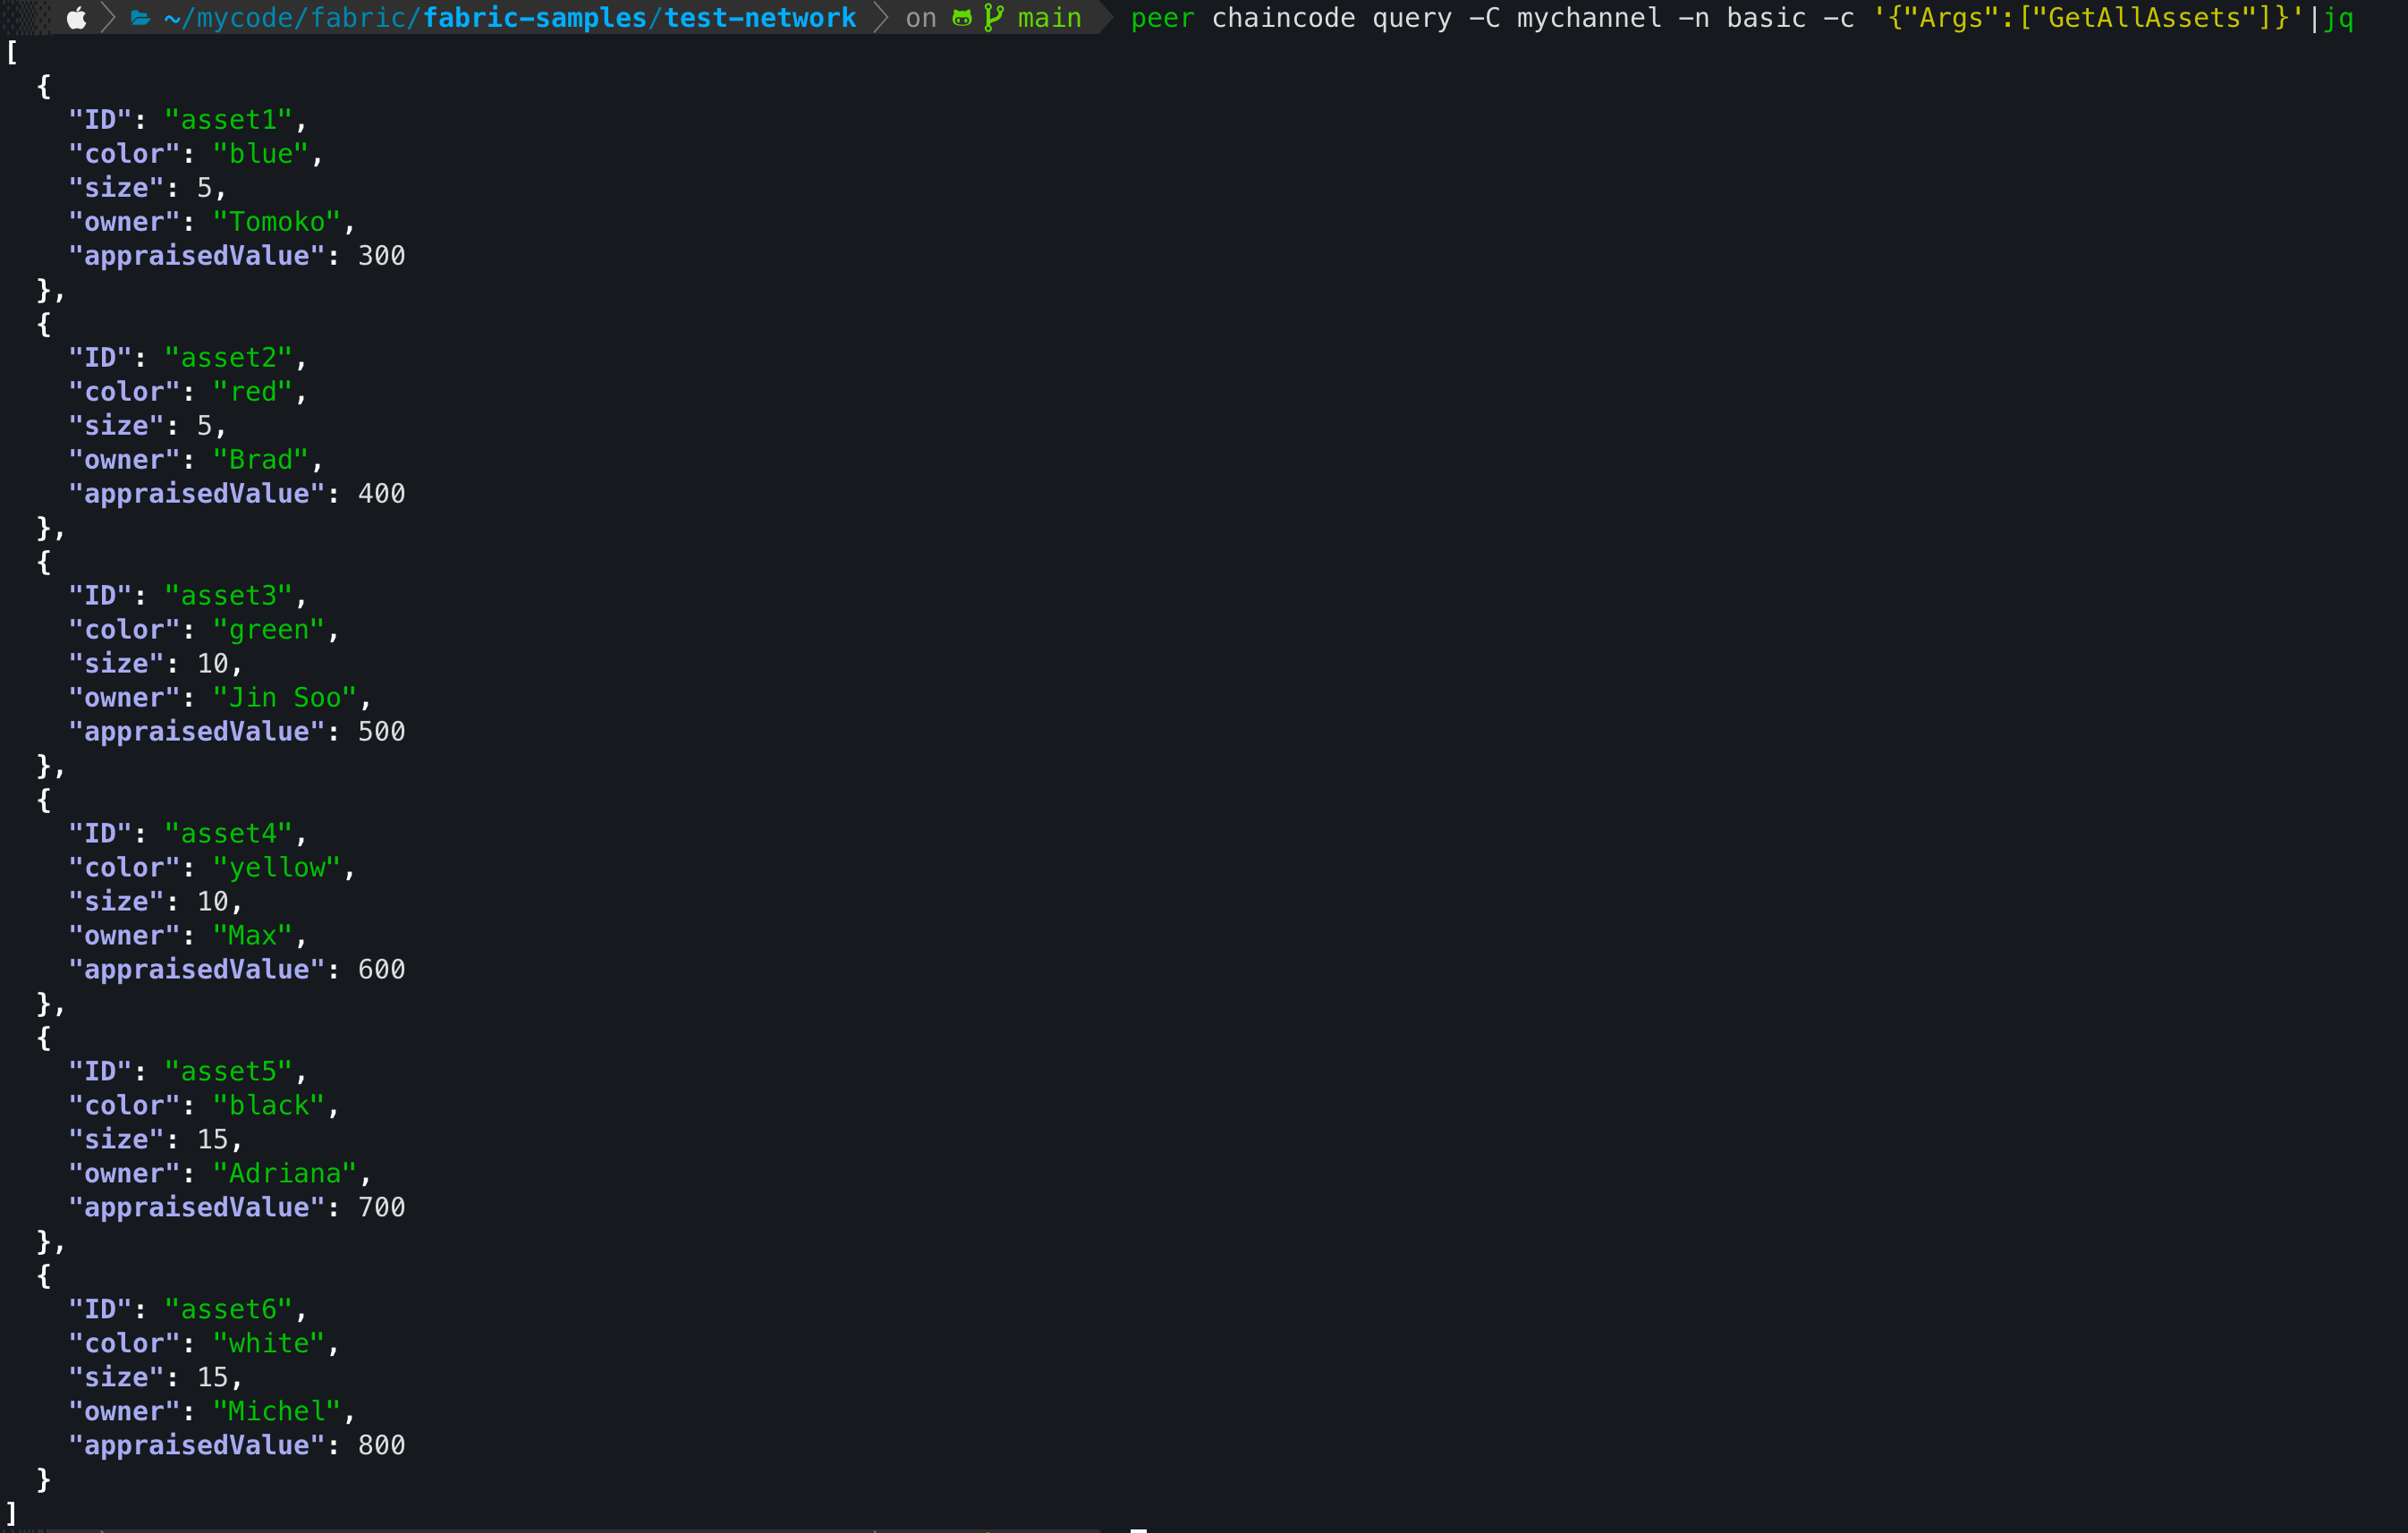 ~/mycode/fabric/fabric-samples/test-network on main peer chaincode query -C mychannel -n basic -c '{"Args":["GetAllAssets"]}'|jq
[
  {
    "ID": "asset1",
    "color": "blue",
    "size": 5,
    "owner": "Tomoko",
    "appraisedValue": 300
  },
  {
    "ID": "asset2",
    "color": "red",
    "size": 5,
    "owner": "Brad",
    "appraisedValue": 400
  },
  {
    "ID": "asset3",
    "color": "green",
    "size": 10,
    "owner": "Jin Soo",
    "appraisedValue": 500
  },
  {
    "ID": "asset4",
    "color": "yellow",
    "size": 10,
    "owner": "Max",
    "appraisedValue": 600
  },
  {
    "ID": "asset5",
    "color": "black",
    "size": 15,
    "owner": "Adriana",
    "appraisedValue": 700
  },
  {
    "ID": "asset6",
    "color": "white",
    "size": 15,
    "owner": "Michel",
    "appraisedValue": 800
  }
]